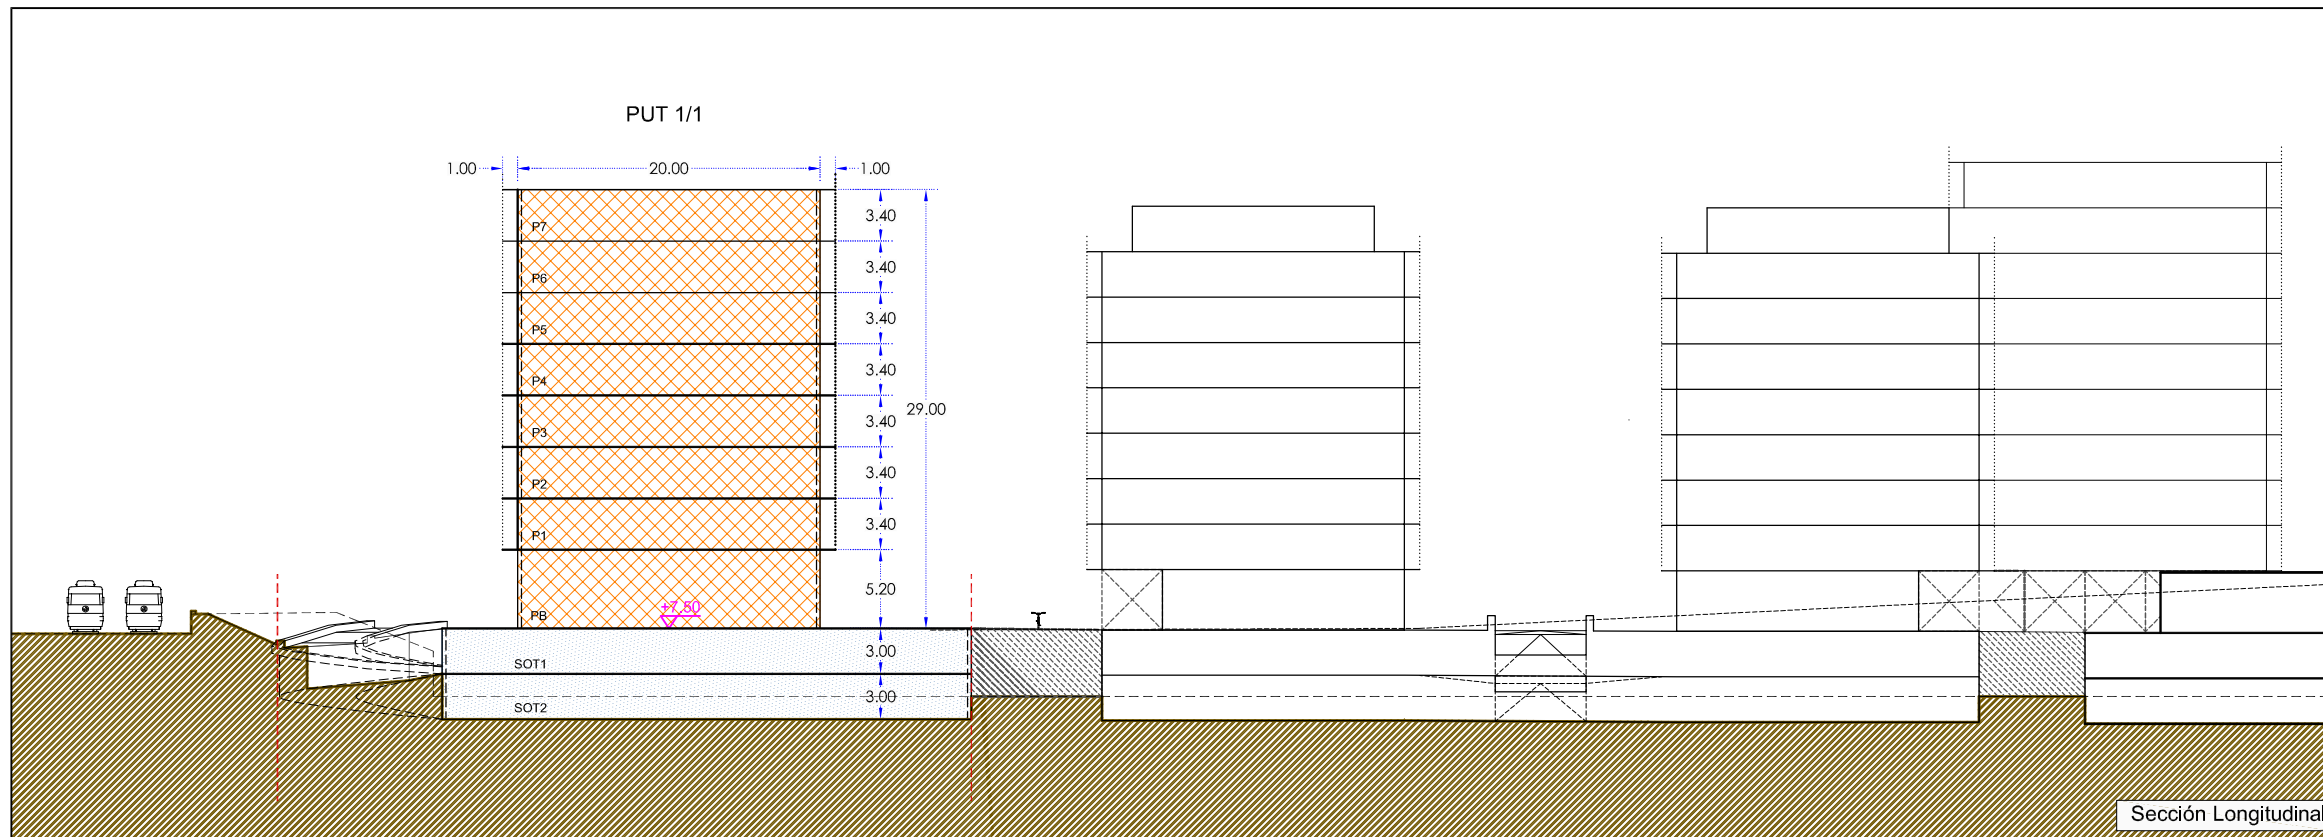 PUT 1/1
1.00
20.00
1.00
3.40
P7
3.40
P6
3.40
P5
3.40
P4
29.00
3.40
P3
3.40
P2
3.40
P1
5.20
+7.50
PB
3.00
SOT1
3.00
SOT2
Sección Longitudinal